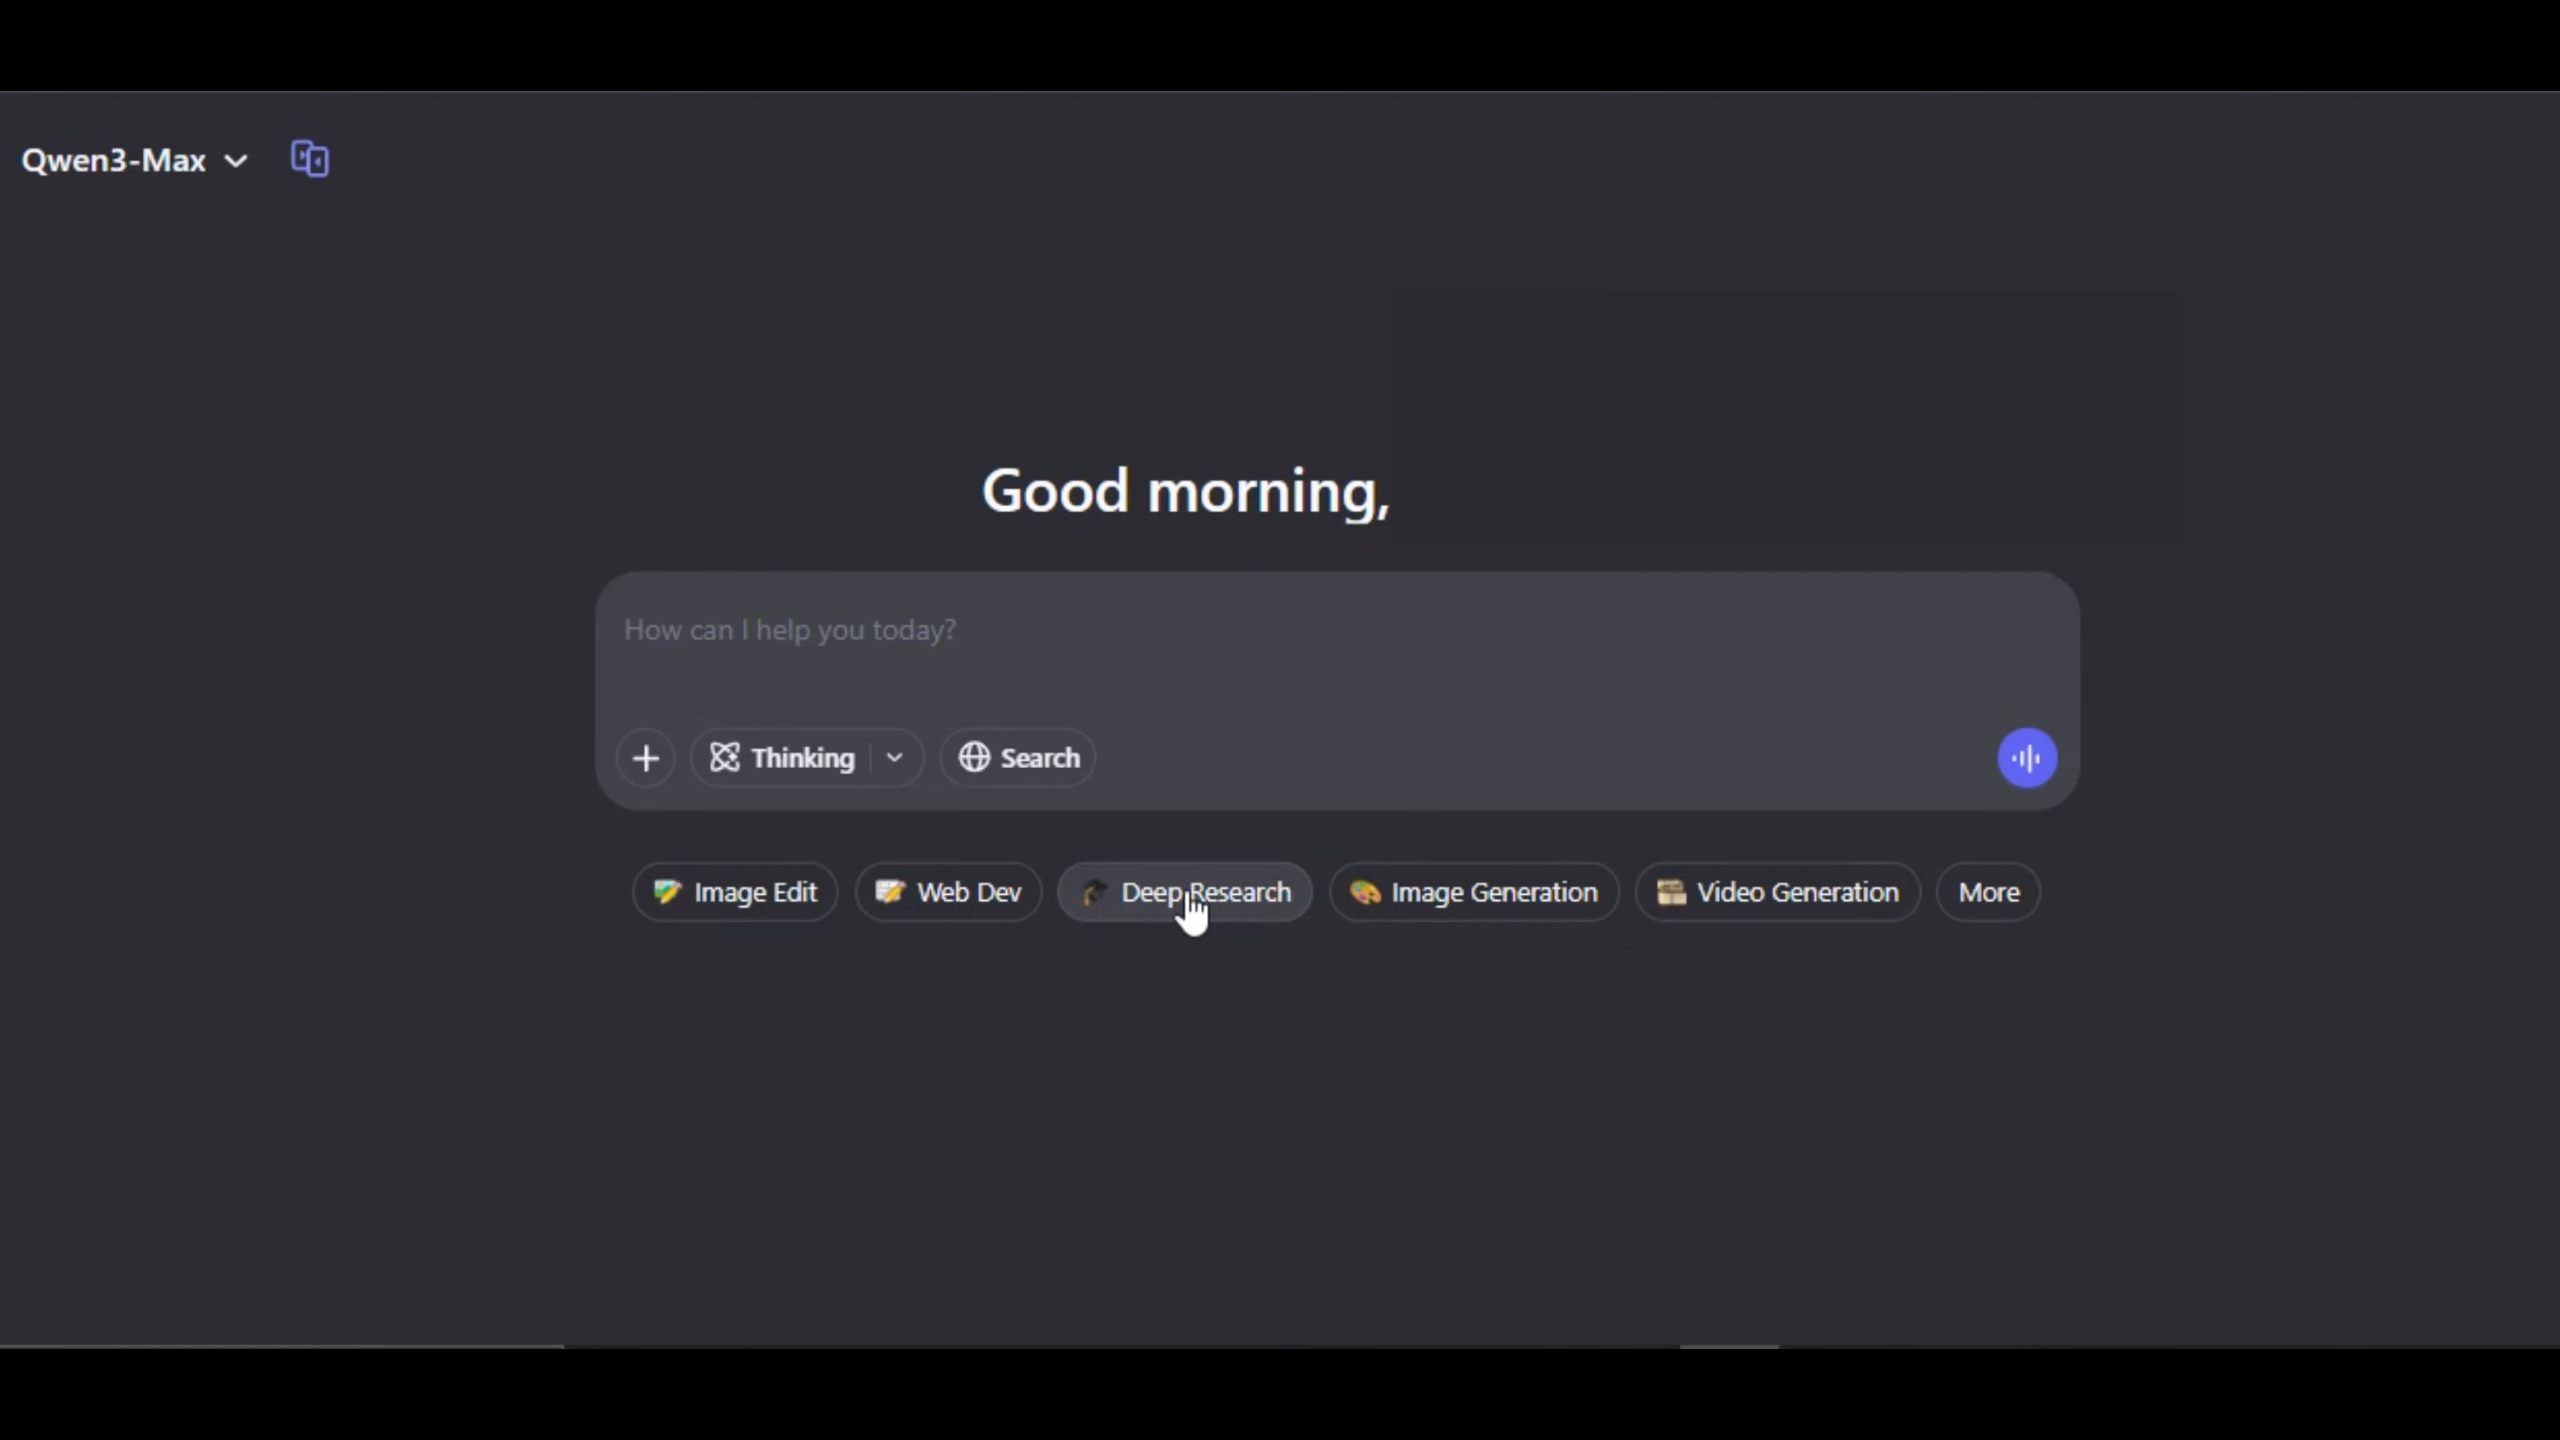 Qwen3-Max
Good morning,
How can I help you today?
Thinking Search
Image Edit Web Dev Deep Research Image Generation Video Generation More